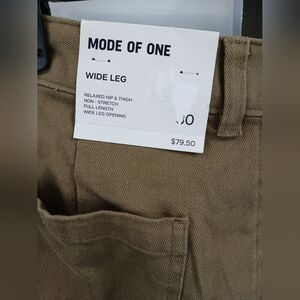 MODE OF ONE
WIDE LEG
RELAXED HIP & THIGH
NON - STRETCH
FULL LENGTH
WIDE LEG OPENING
$79.50